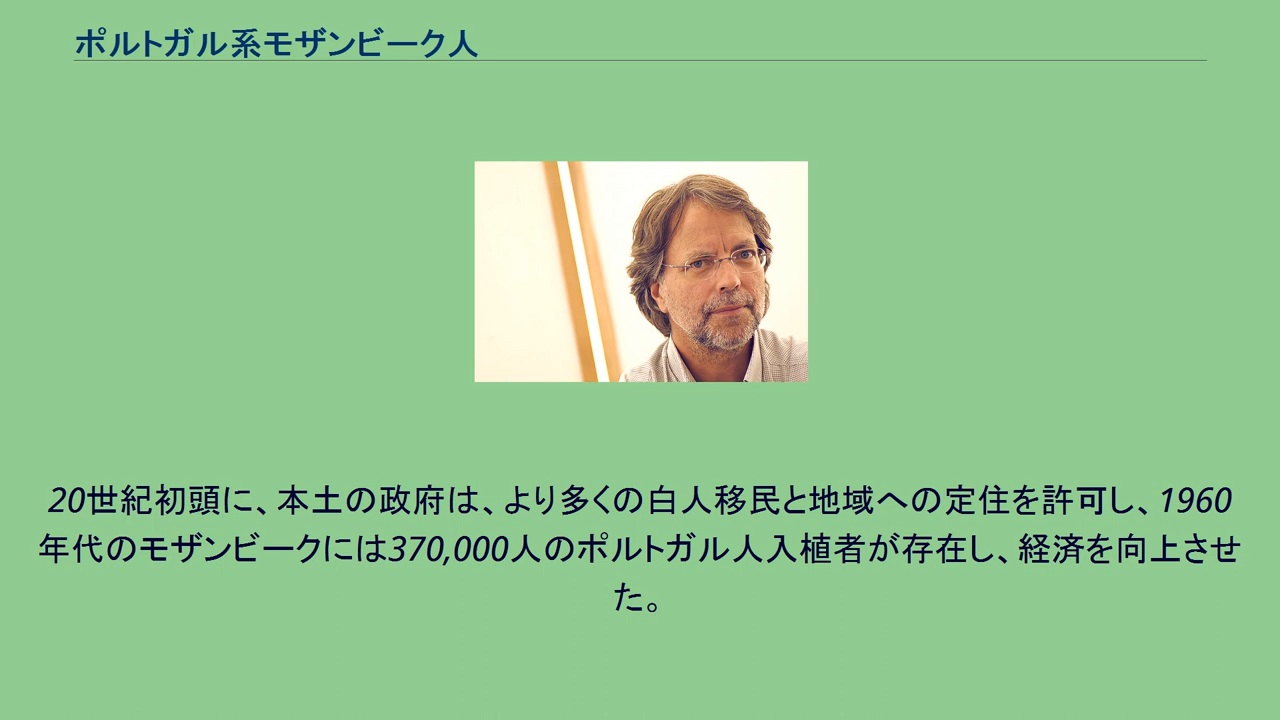 ポルトガル系モザンビーク人
20世紀初頭に、本土の政府は、より多くの白人移民と地域への定住を許可し、1960
年代のモザンビークには370,000人のポルトガル人入植者が存在し、経済を向上させ
た。